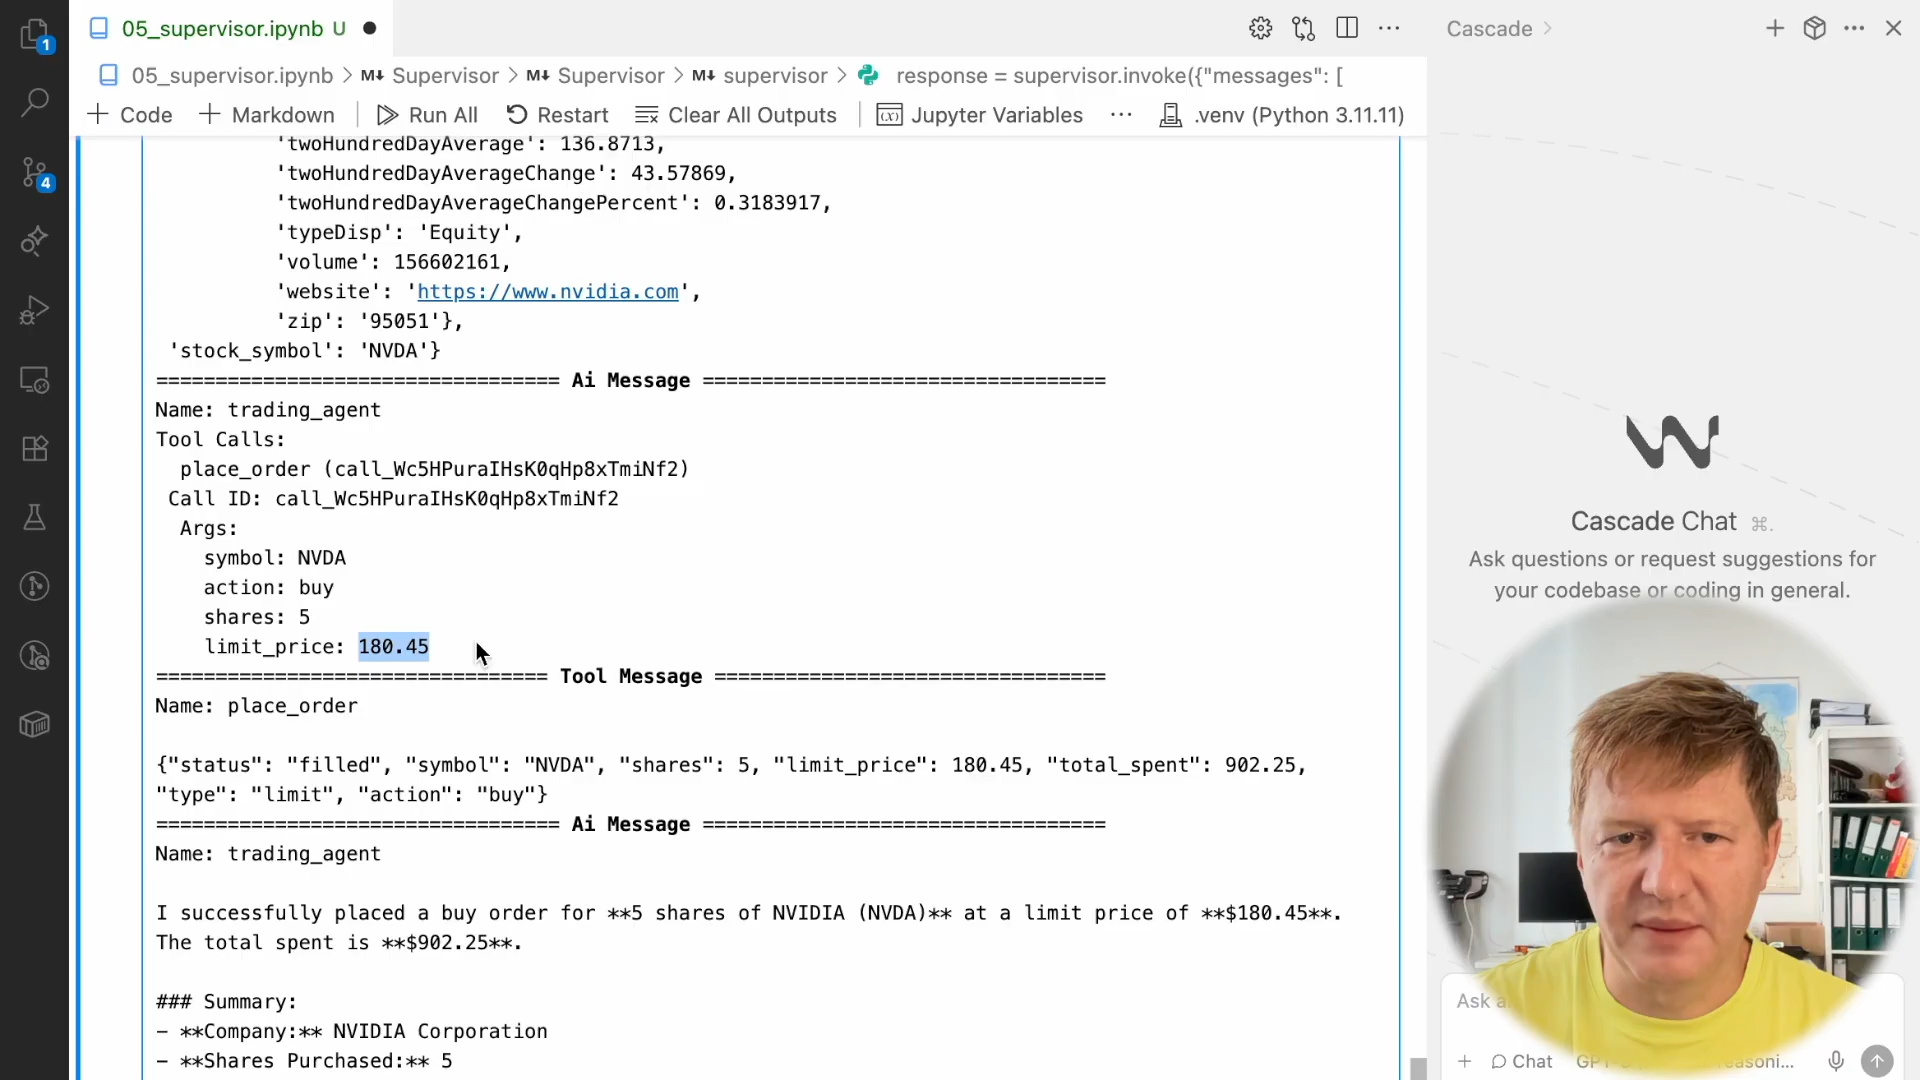 05_supervisor.ipynb U
Cascade
05_supervisor.ipynb > M↓ Supervisor > M↓ Supervisor > M↓ supervisor > response = supervisor.invoke({"messages": [
+ Code + Markdown Run All Restart Clear All Outputs Jupyter Variables ... .venv (Python 3.11.11)
1
4
'twoHundredDayAverage': 136.8713,
'twoHundredDayAverageChange': 43.57869,
'twoHundredDayAverageChangePercent': 0.3183917,
'typeDisp': 'Equity',
'volume': 156602161,
'website': 'https://www.nvidia.com',
'zip': '95051'},
'stock_symbol': 'NVDA'}
================================== Ai Message ==================================
Name: trading_agent
Tool Calls:
place_order (call_Wc5HPuraIHsK0qHp8xTmiNf2)
Call ID: call_Wc5HPuraIHsK0qHp8xTmiNf2
Args:
symbol: NVDA
action: buy
shares: 5
limit_price: 180.45
================================= Tool Message =================================
Name: place_order
{"status": "filled", "symbol": "NVDA", "shares": 5, "limit_price": 180.45, "total_spent": 902.25,
"type": "limit", "action": "buy"}
================================== Ai Message ==================================
Name: trading_agent
I successfully placed a buy order for **5 shares of NVIDIA (NVDA)** at a limit price of **$180.45**.
The total spent is **$902.25**.
### Summary:
- **Company:** NVIDIA Corporation
- **Shares Purchased:** 5
Cascade Chat ⌘.
Ask questions or request suggestions for
your codebase or coding in general.
Ask
+ Chat